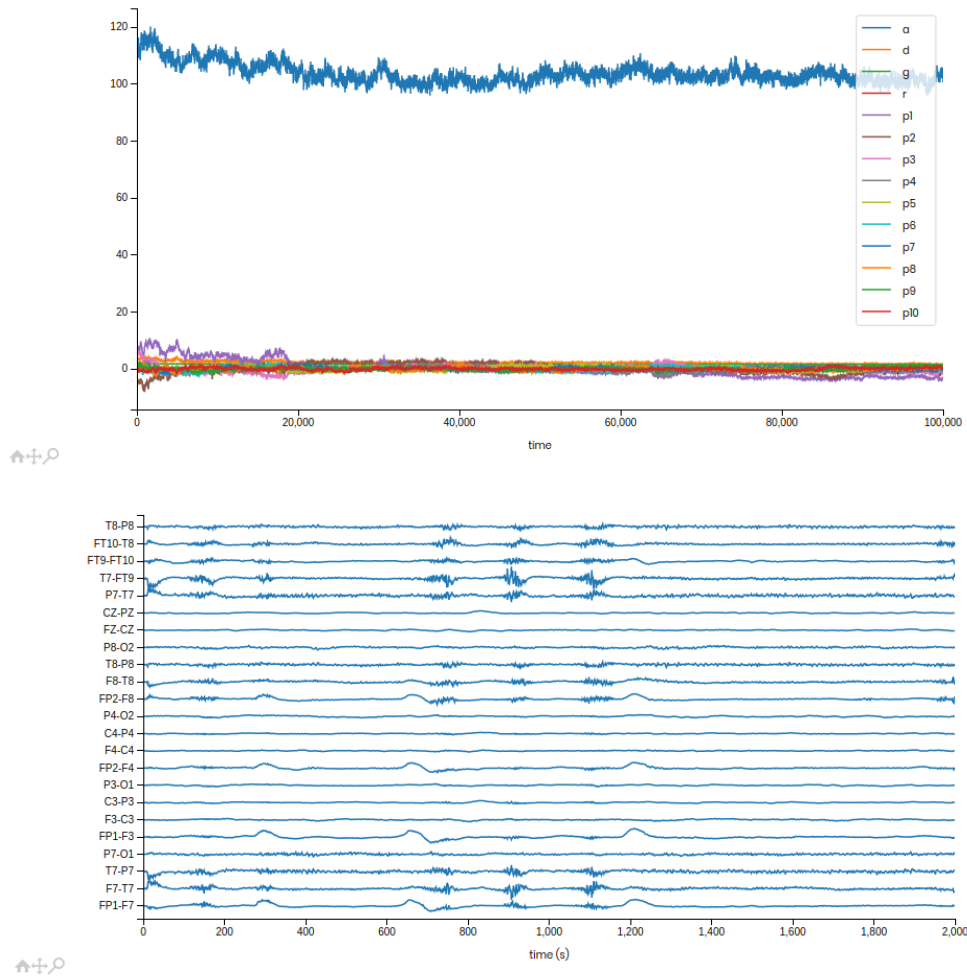 120
100
80
60
40
20
0
0 20,000 40,000 60,000 80,000 100,000
time
a
d
g
r
p1
p2
p3
p4
p5
p6
p7
p8
p9
p10
T8-P8
FT10-T8
FT9-FT10
T7-FT9
P7-T7
CZ-PZ
FZ-CZ
P8-O2
T8-P8
F8-T8
FP2-F8
P4-O2
C4-P4
F4-C4
FP2-F4
P3-O1
C3-P3
F3-C3
FP1-F3
P7-O1
T7-P7
F7-T7
FP1-F7
0 200 400 600 800 1,000 1,200 1,400 1,600 1,800 2,000
time (s)